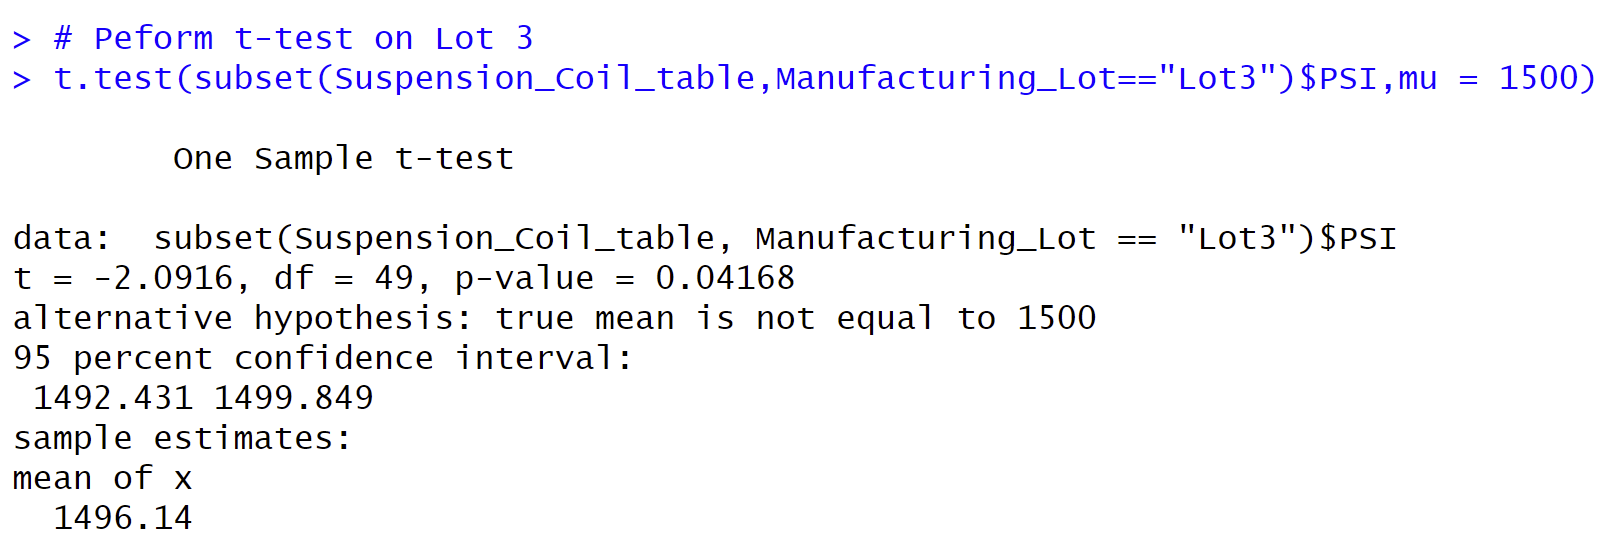 > # Peform t-test on Lot 3
> t.test(subset(Suspension_Coil_table,Manufacturing_Lot=="Lot3")$PSI,mu = 1500)
One Sample t-test
data:  subset(Suspension_Coil_table, Manufacturing_Lot == "Lot3")$PSI
t = -2.0916, df = 49, p-value = 0.04168
alternative hypothesis: true mean is not equal to 1500
95 percent confidence interval:
1492.431 1499.849
sample estimates:
mean of x
1496.14